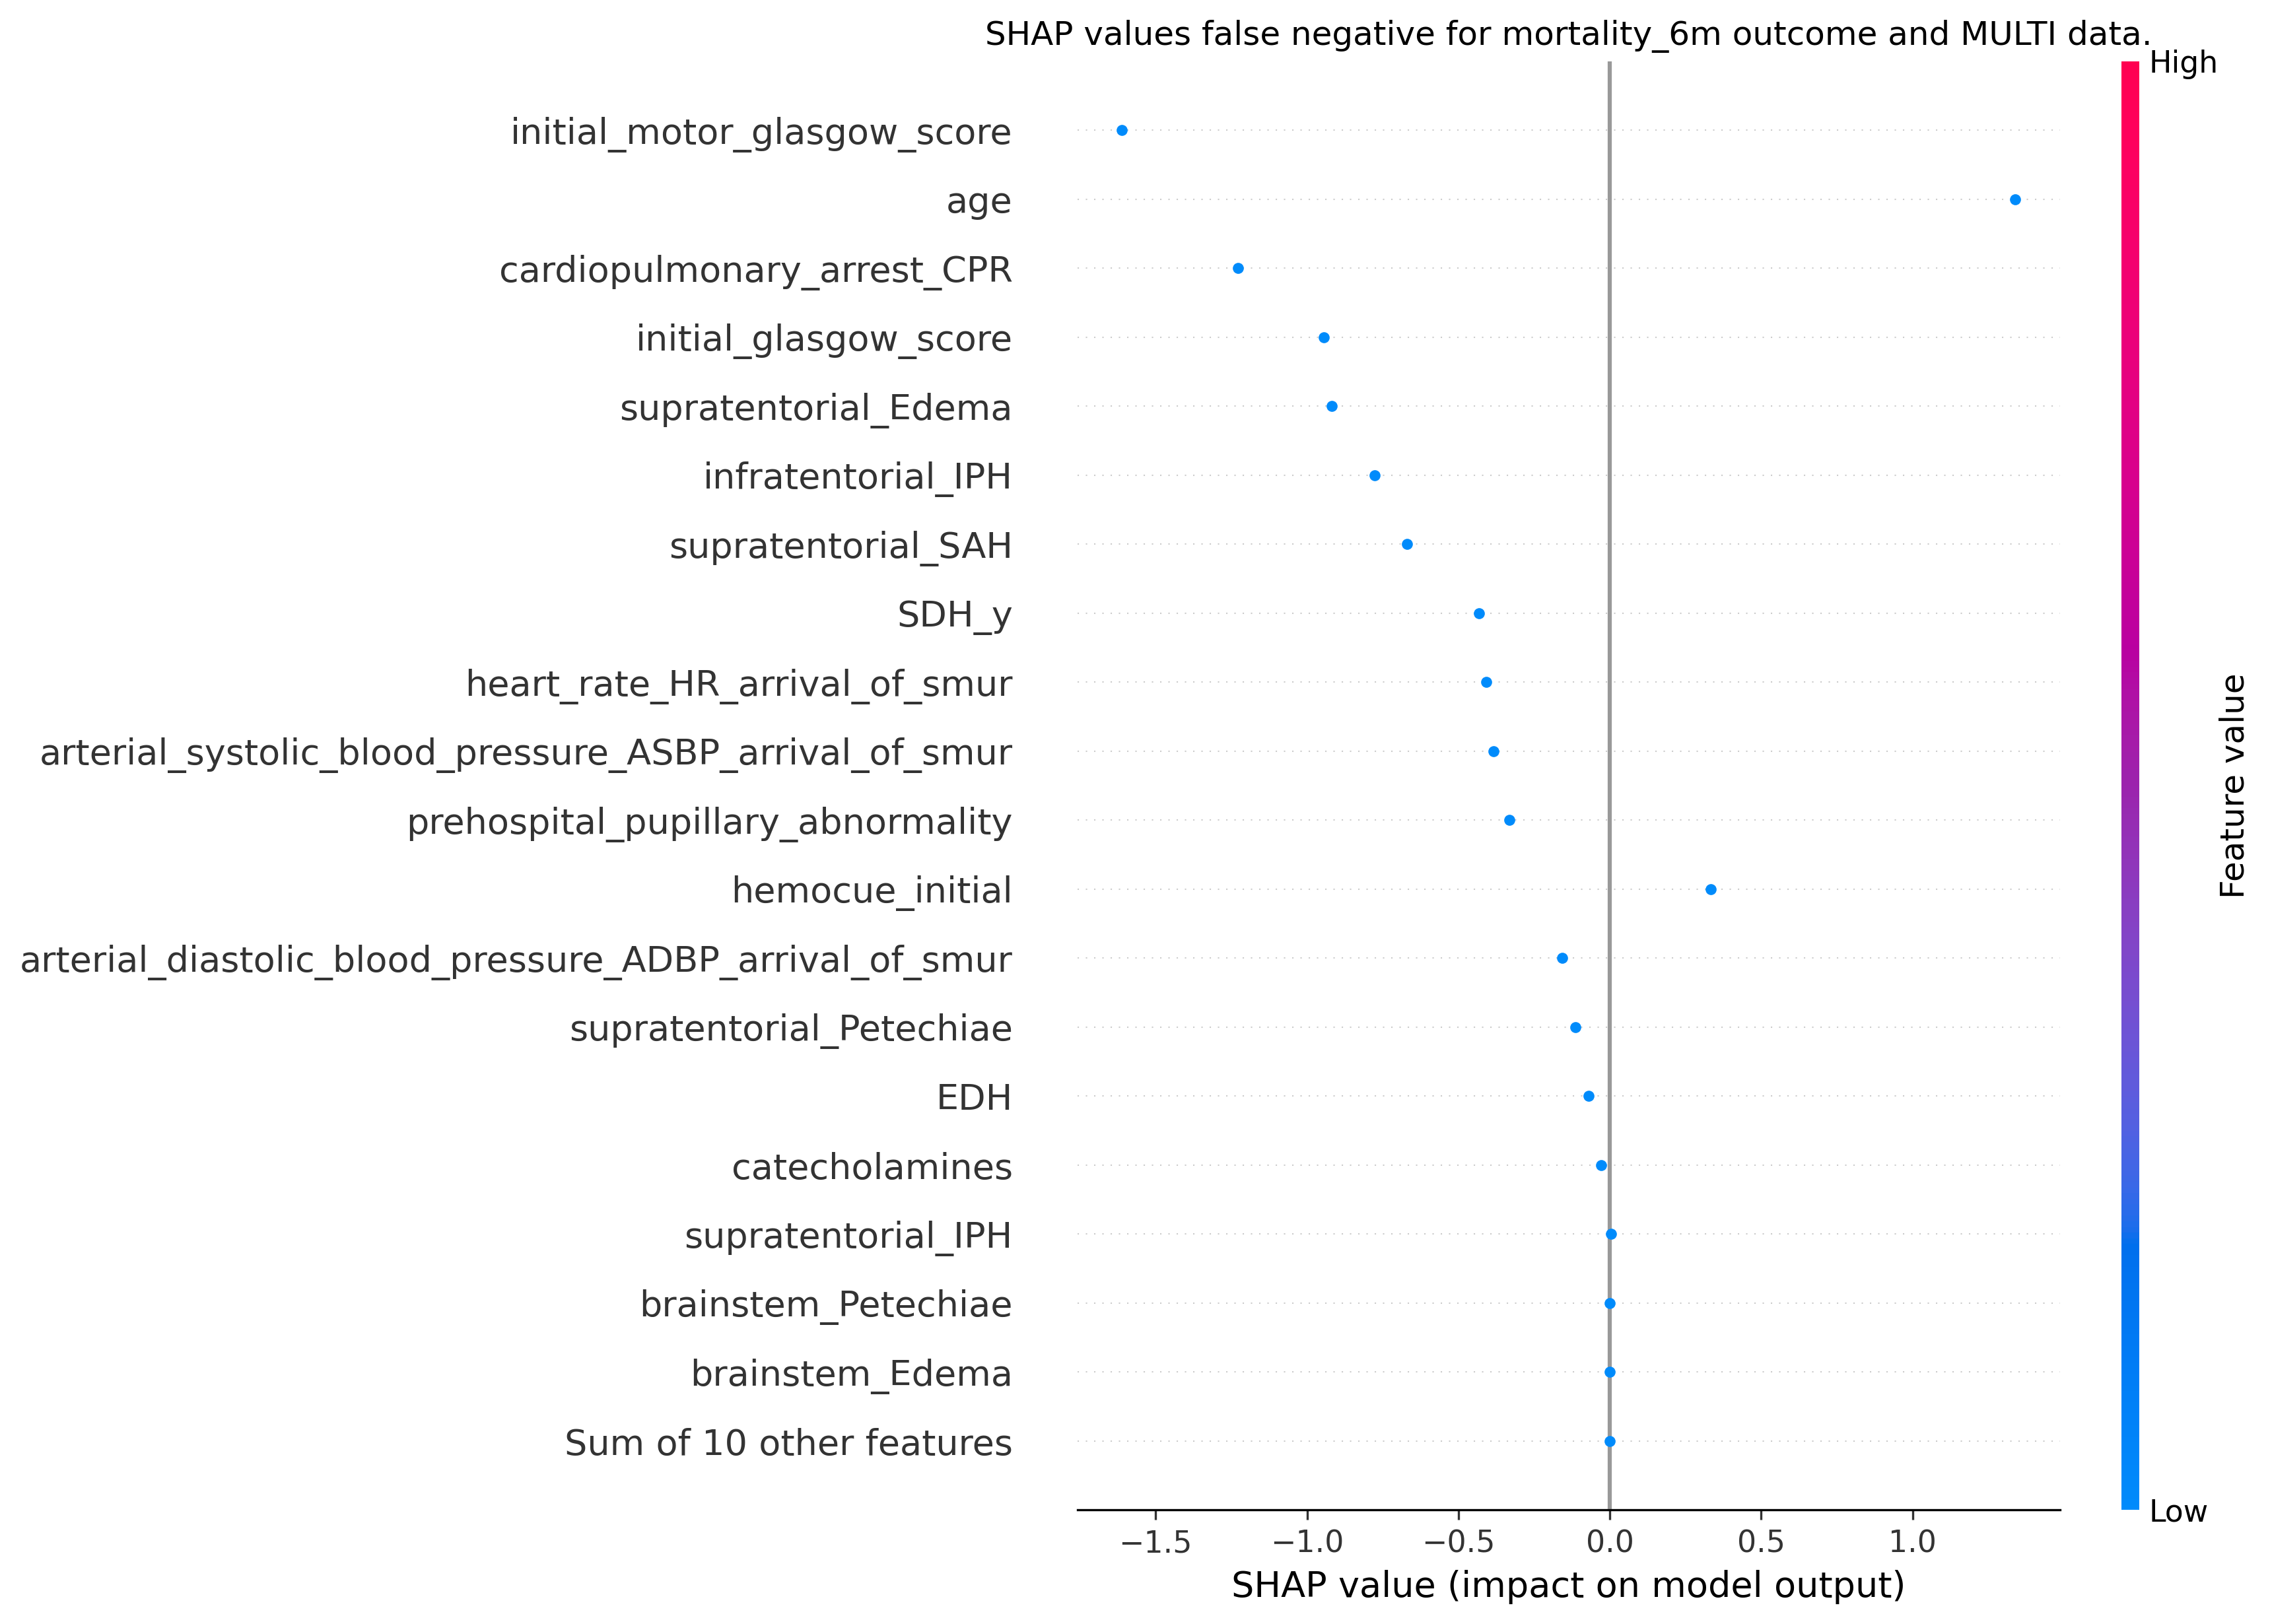 SHAP values false negative for mortality_6m outcome and MULTI data.
High
initial_motor_glasgow_score
age
cardiopulmonary_arrest_CPR
initial_glasgow_score
supratentorial_Edema
infratentorial_IPH
supratentorial_SAH
SDH_y
heart_rate_HR_arrival_of_smur
arterial_systolic_blood_pressure_ASBP_arrival_of_smur
prehospital_pupillary_abnormality
hemocue_initial
arterial_diastolic_blood_pressure_ADBP_arrival_of_smur
supratentorial_Petechiae
EDH
catecholamines
supratentorial_IPH
brainstem_Petechiae
brainstem_Edema
Sum of 10 other features
Feature value
Low
−1.5 −1.0 −0.5 0.0 0.5 1.0
SHAP value (impact on model output)